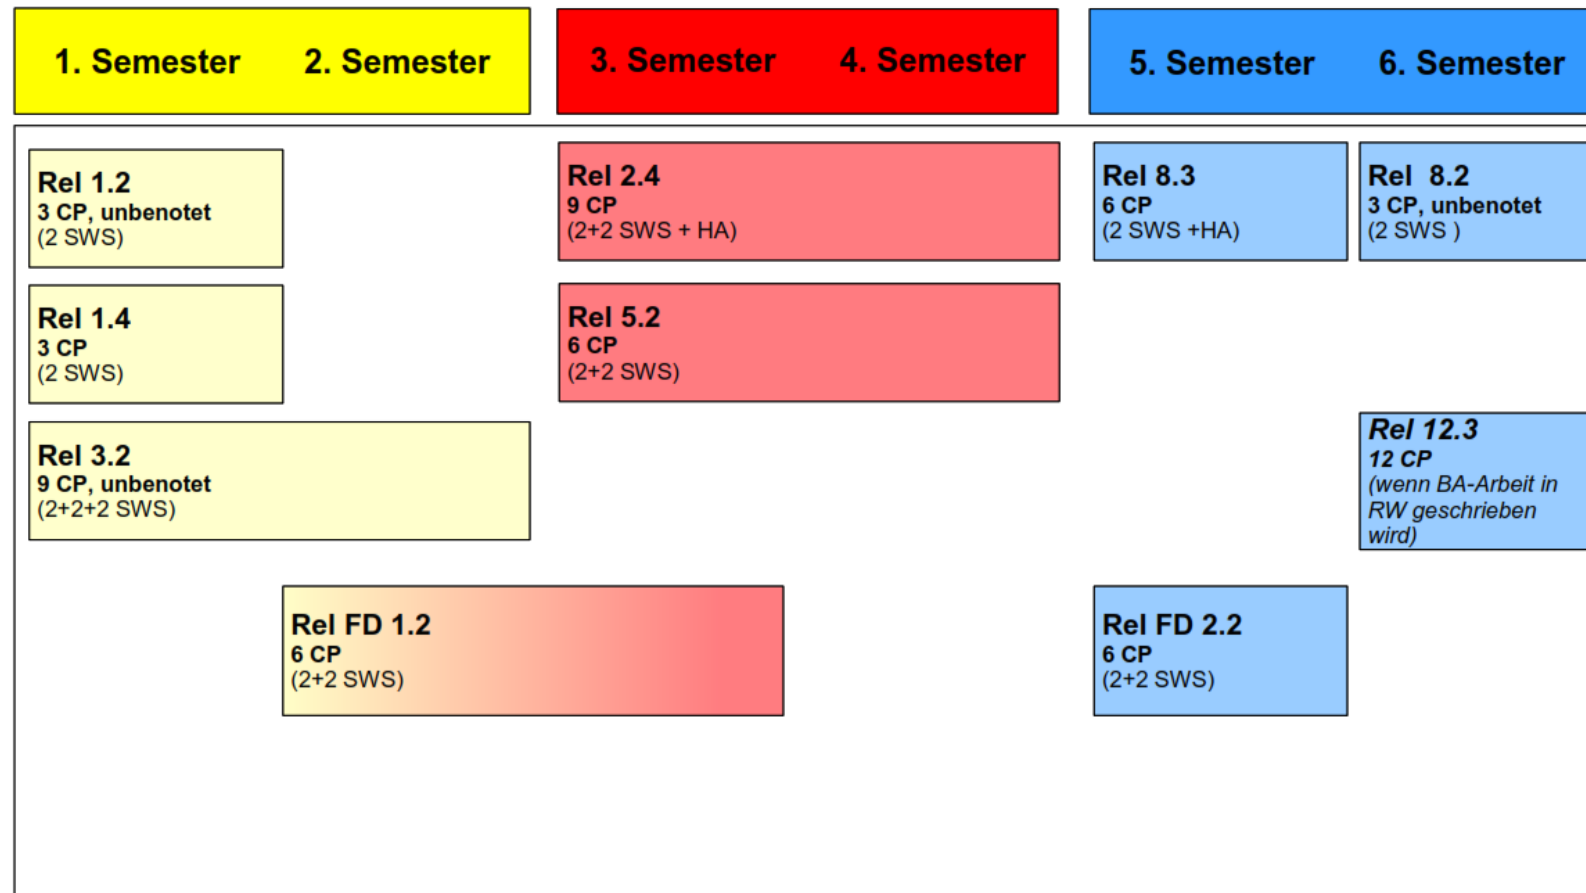 1. Semester 2. Semester
3. Semester 4. Semester
5. Semester 6. Semester
Rel 1.2
3 CP, unbenotet
(2 SWS)
Rel 2.4
9 CP
(2+2 SWS + HA)
Rel 8.3
6 CP
(2 SWS +HA)
Rel 8.2
3 CP, unbenotet
(2 SWS )
Rel 1.4
3 CP
(2 SWS)
Rel 5.2
6 CP
(2+2 SWS)
Rel 3.2
9 CP, unbenotet
(2+2+2 SWS)
Rel 12.3
12 CP
(wenn BA-Arbeit in
RW geschrieben
wird)
Rel FD 1.2
6 CP
(2+2 SWS)
Rel FD 2.2
6 CP
(2+2 SWS)